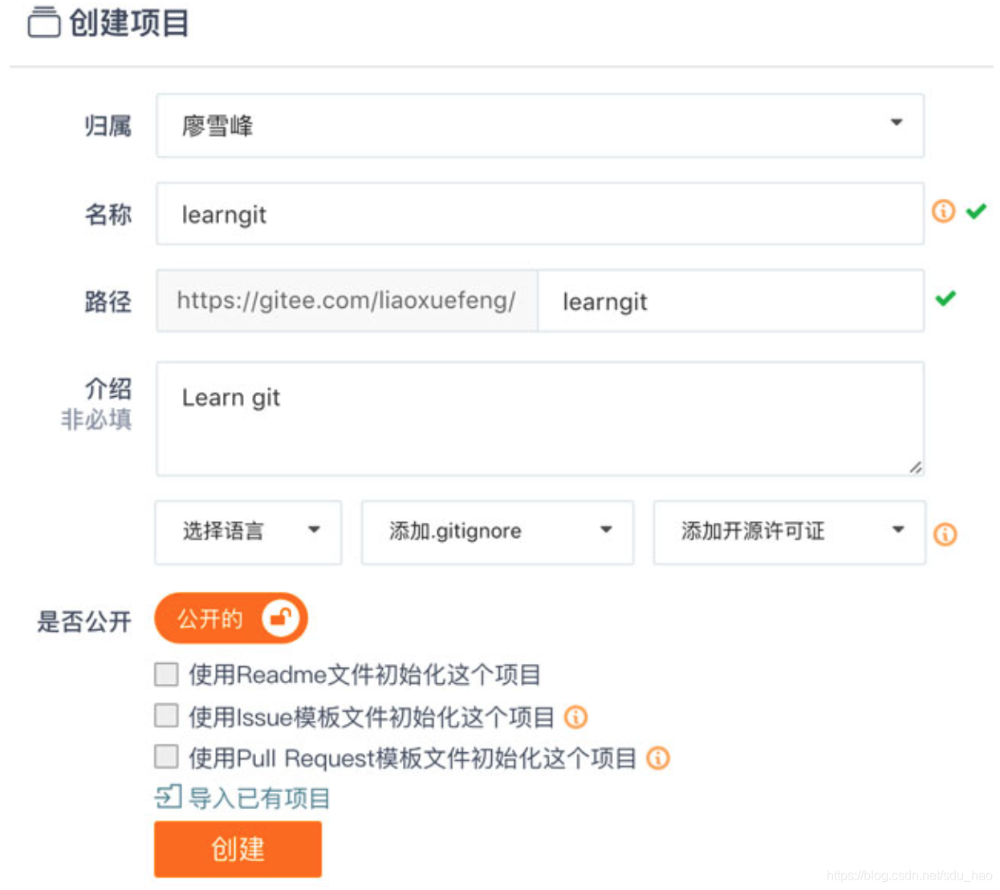 创建项目
归属 廖雪峰
名称 learngit
路径 https://gitee.com/liaoxuefeng/ learngit
介绍 Learn git
非必填
选择语言 添加.gitignore 添加开源许可证
是否公开 公开的
使用Readme文件初始化这个项目
使用Issue模板文件初始化这个项目
使用Pull Request模板文件初始化这个项目
导入已有项目
创建
https://blog.csdn.net/sdu_hao